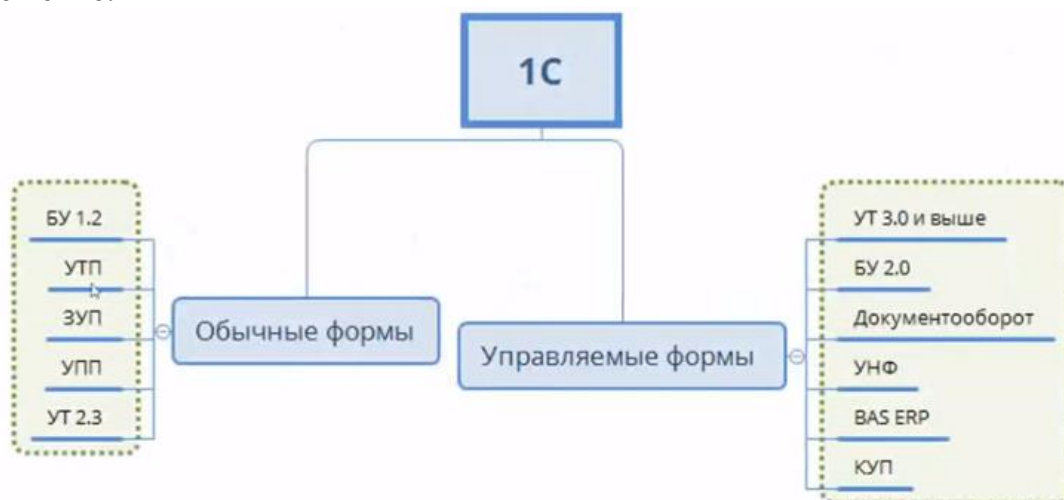 1С
БУ 1.2
УТП
ЗУП
УПП
УТ 2.3
Обычные формы
Управляемые формы
УТ 3.0 и выше
БУ 2.0
Документооборот
УНФ
BAS ERP
КУП